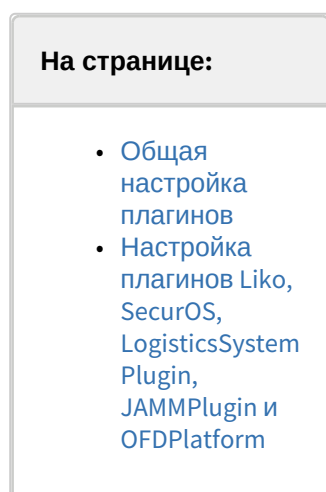 На странице:
• Общая
настройка
плагинов
• Настройка
плагинов Liko,
SecurOS,
LogisticsSystem
Plugin,
JAMMPlugin и
OFDPlatform